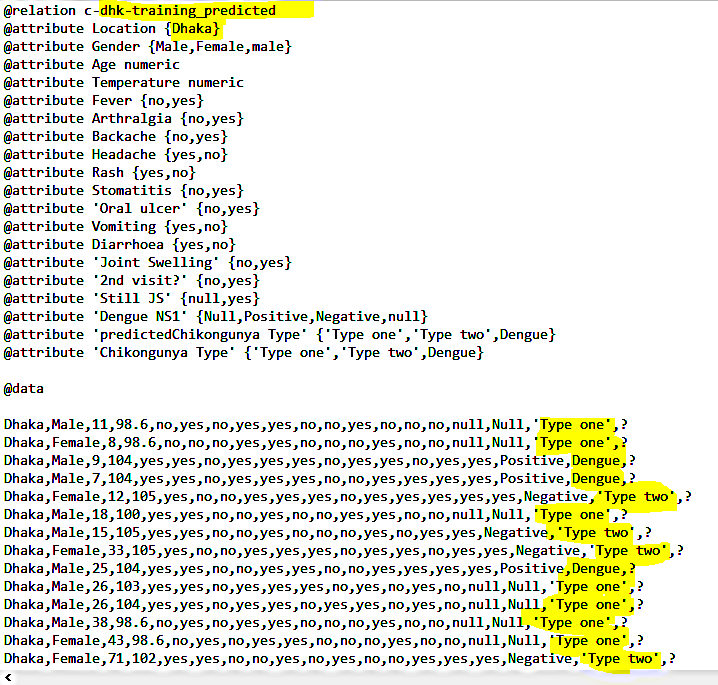 @relation c-dhk-training_predicted
@attribute Location {Dhaka}
@attribute Gender {Male,Female,male}
@attribute Age numeric
@attribute Temperature numeric
@attribute Fever {no,yes}
@attribute Arthralgia {no,yes}
@attribute Backache {no,yes}
@attribute Headache {yes,no}
@attribute Rash {yes,no}
@attribute Stomatitis {no,yes}
@attribute 'Oral ulcer' {no,yes}
@attribute Vomiting {yes,no}
@attribute Diarrhoea {yes,no}
@attribute 'Joint Swelling' {no,yes}
@attribute '2nd visit?' {no,yes}
@attribute 'Still JS' {null,yes}
@attribute 'Dengue NS1' {Null,Positive,Negative,null}
@attribute 'predictedChikongunya Type' {'Type one','Type two',Dengue}
@attribute 'Chikongunya Type' {'Type one','Type two',Dengue}
@data
Dhaka,Male,11,98.6,no,yes,no,yes,yes,no,no,yes,no,no,no,null,Null,'Type one',?
Dhaka,Female,8,98.6,no,no,no,yes,yes,no,no,yes,no,no,no,null,Null,'Type one',?
Dhaka,Male,9,104,yes,yes,no,yes,yes,yes,no,yes,yes,no,yes,yes,Positive,Dengue,?
Dhaka,Male,7,104,yes,yes,no,yes,yes,yes,no,yes,yes,no,yes,yes,Positive,Dengue,?
Dhaka,Female,12,105,yes,no,no,yes,yes,yes,no,yes,yes,yes,yes,yes,Negative,'Type two',?
Dhaka,Male,18,100,yes,yes,no,no,yes,no,no,yes,yes,no,no,null,Null,'Type one',?
Dhaka,Male,15,105,yes,yes,no,no,yes,no,no,yes,no,yes,yes,Negative,'Type two',?
Dhaka,Female,33,105,yes,no,no,yes,yes,yes,no,yes,yes,no,yes,yes,Negative,'Type two',?
Dhaka,Male,25,104,yes,yes,no,no,yes,yes,no,no,yes,yes,yes,yes,Positive,Dengue,?
Dhaka,Male,26,103,yes,no,yes,yes,yes,no,yes,no,yes,no,null,Null,'Type one',?
Dhaka,Male,26,104,yes,yes,no,yes,yes,no,no,yes,yes,no,no,null,Null,'Type one',?
Dhaka,Male,38,98.6,no,yes,no,yes,yes,no,no,yes,no,no,null,Null,'Type one',?
Dhaka,Female,43,98.6,no,yes,no,yes,yes,no,no,no,yes,no,no,null,Null,'Type one',?
Dhaka,Female,71,102,yes,yes,no,no,yes,no,yes,no,no,yes,yes,yes,Negative,'Type two',?